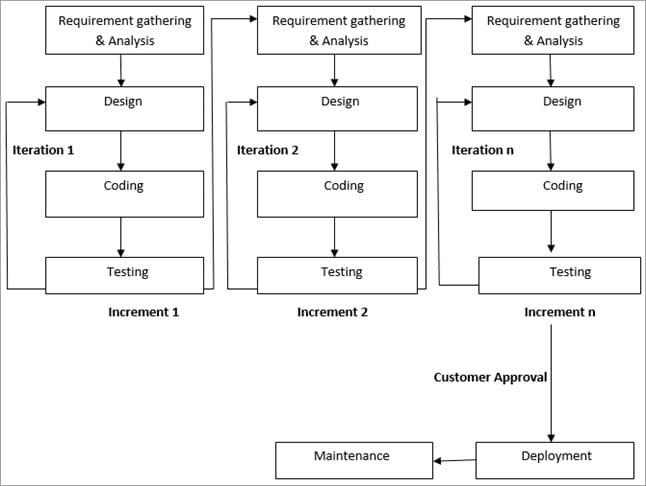 Requirement gathering
& Analysis
Requirement gathering
& Analysis
Requirement gathering
& Analysis
Design
Design
Design
Iteration 1
Iteration 2
Iteration n
Coding
Coding
Coding
Testing
Testing
Testing
Increment 1
Increment 2
Increment n
Customer Approval
Maintenance
Deployment